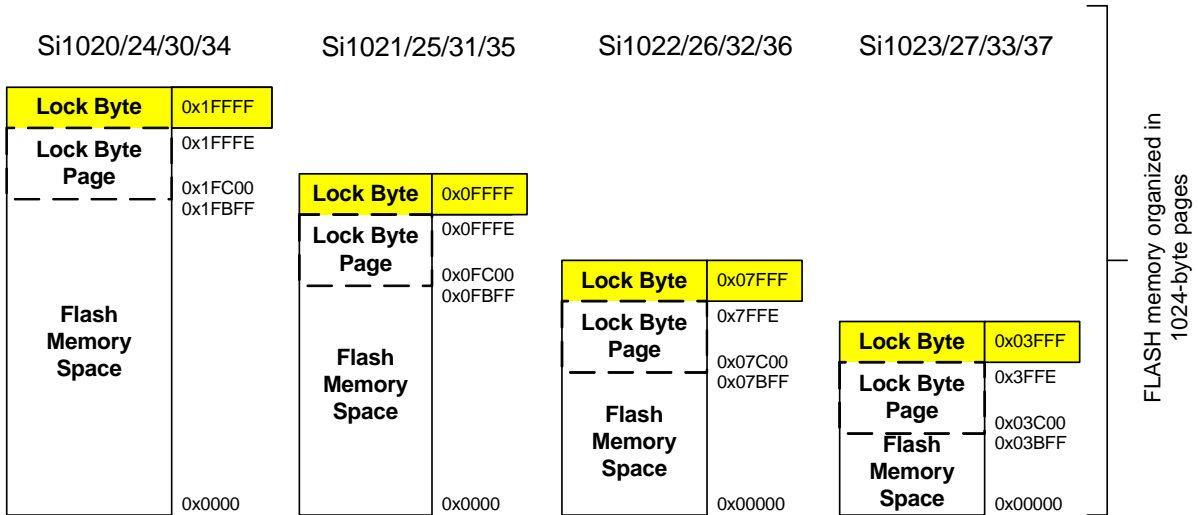 Si1020/24/30/34
Lock Byte
0x1FFFF
Lock Byte
Page
0x1FFFE
0x1FC00
0x1FBFF
Flash
Memory
Space
0x0000
Si1021/25/31/35
Lock Byte
0x0FFFF
Lock Byte
Page
0x0FFFE
0x0FC00
0x0FBFF
Flash
Memory
Space
0x0000
Si1022/26/32/36
Lock Byte
0x07FFF
Lock Byte
Page
0x7FFE
0x07C00
0x07BFF
Flash
Memory
Space
0x00000
Si1023/27/33/37
Lock Byte
0x03FFF
Lock Byte
Page
0x3FFE
0x03C00
0x03BFF
Flash
Memory
Space
0x00000
FLASH memory organized in
1024-byte pages